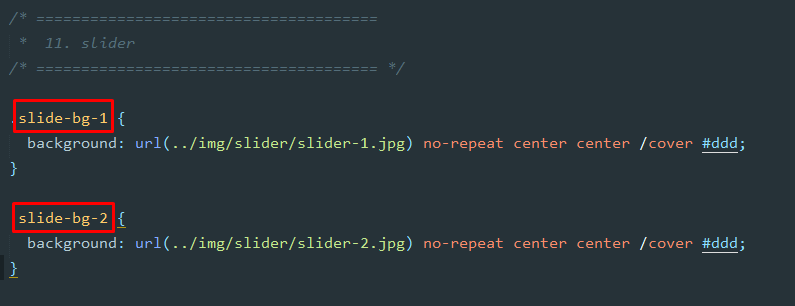 /* ======================================
* 11. slider
/* ====================================== */
.slide-bg-1 {
background: url(../img/slider/slider-1.jpg) no-repeat center center /cover #ddd;
}
slide-bg-2 {
background: url(../img/slider/slider-2.jpg) no-repeat center center /cover #ddd;
}